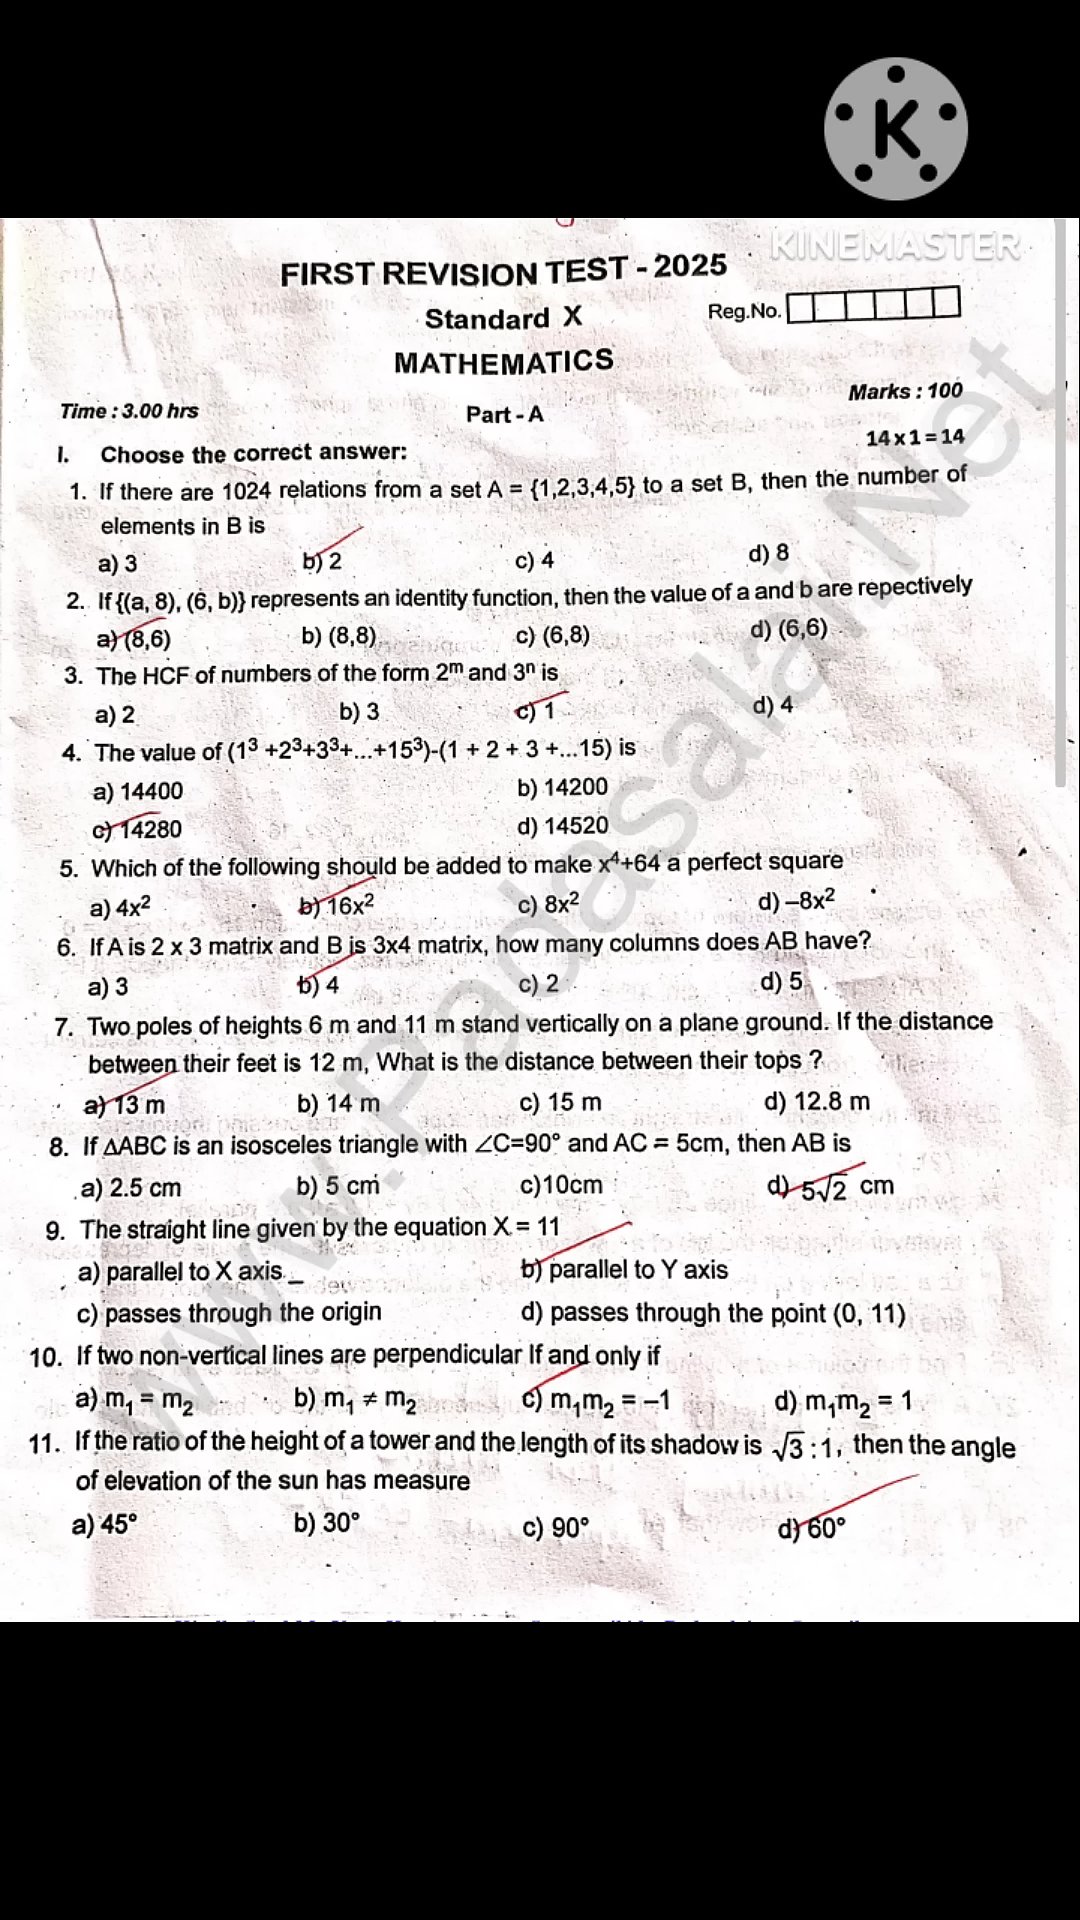 K
KINEMASTER
FIRST REVISION TEST - 2025
Standard X
Reg.No.
MATHEMATICS
Marks : 100
Time : 3.00 hrs
Part - A
14 x 1 = 14
I. Choose the correct answer:
1. If there are 1024 relations from a set A = {1,2,3,4,5} to a set B, then the number of
elements in B is
a) 3 b) 2 c) 4 d) 8
2. If {(a, 8), (6, b)} represents an identity function, then the value of a and b are repectively
a) (8,6) b) (8,8) c) (6,8) d) (6,6)
3. The HCF of numbers of the form 2ᵐ and 3ⁿ is
a) 2 b) 3 c) 1 d) 4
4. The value of (1³ +2³+3³+...+15³)-(1 + 2 + 3 +...15) is
a) 14400 b) 14200
c) 14280 d) 14520
5. Which of the following should be added to make x⁴+64 a perfect square
a) 4x² b) 16x² c) 8x² d) –8x²
6. If A is 2 x 3 matrix and B is 3x4 matrix, how many columns does AB have?
a) 3 b) 4 c) 2 d) 5
7. Two poles of heights 6 m and 11 m stand vertically on a plane ground. If the distance
between their feet is 12 m, What is the distance between their tops ?
a) 13 m b) 14 m c) 15 m d) 12.8 m
8. If ΔABC is an isosceles triangle with ∠C=90° and AC = 5cm, then AB is
a) 2.5 cm b) 5 cm c)10cm d) 5√2 cm
9. The straight line given by the equation X = 11
a) parallel to X axis b) parallel to Y axis
c) passes through the origin d) passes through the point (0, 11)
10. If two non-vertical lines are perpendicular If and only if
a) m₁ = m₂ b) m₁ ≠ m₂ c) m₁m₂ = –1 d) m₁m₂ = 1
11. If the ratio of the height of a tower and the length of its shadow is √3 : 1, then the angle
of elevation of the sun has measure
a) 45° b) 30° c) 90° d) 60°
www.Padasalai.Net